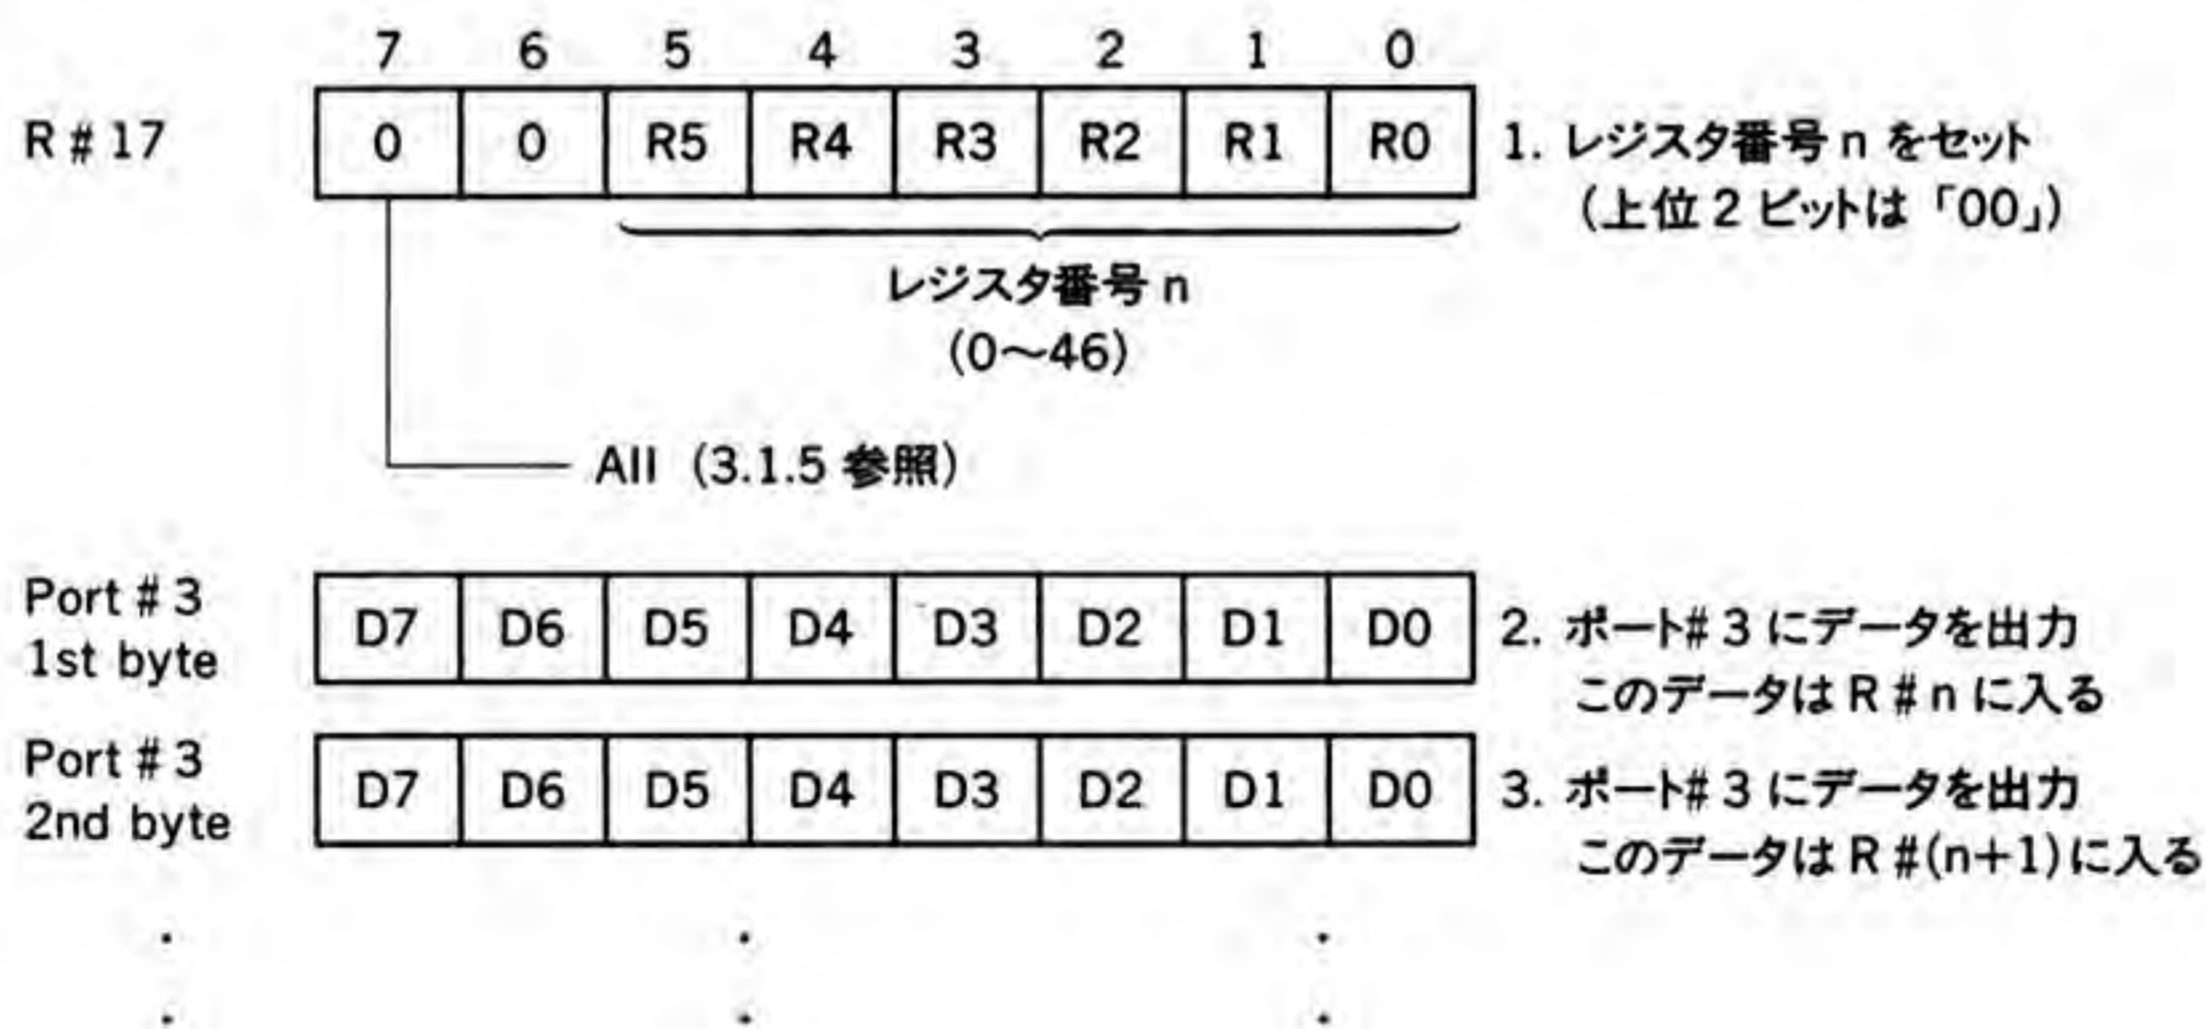 7 6 5 4 3 2 1 0
R#17 0 0 R5 R4 R3 R2 R1 R0 1. レジスタ番号 n をセット
(上位 2 ビットは「00」)
レジスタ番号 n
(0〜46)
AII (3.1.5 参照)
Port #3
1st byte
D7 D6 D5 D4 D3 D2 D1 D0
2. ポート#3 にデータを出力
このデータは R#n に入る
Port #3
2nd byte
D7 D6 D5 D4 D3 D2 D1 D0
3. ポート#3 にデータを出力
このデータは R#(n+1)に入る